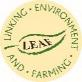 LINKING · ENVIRONMENT
LEAF
· AND · FARMING ·